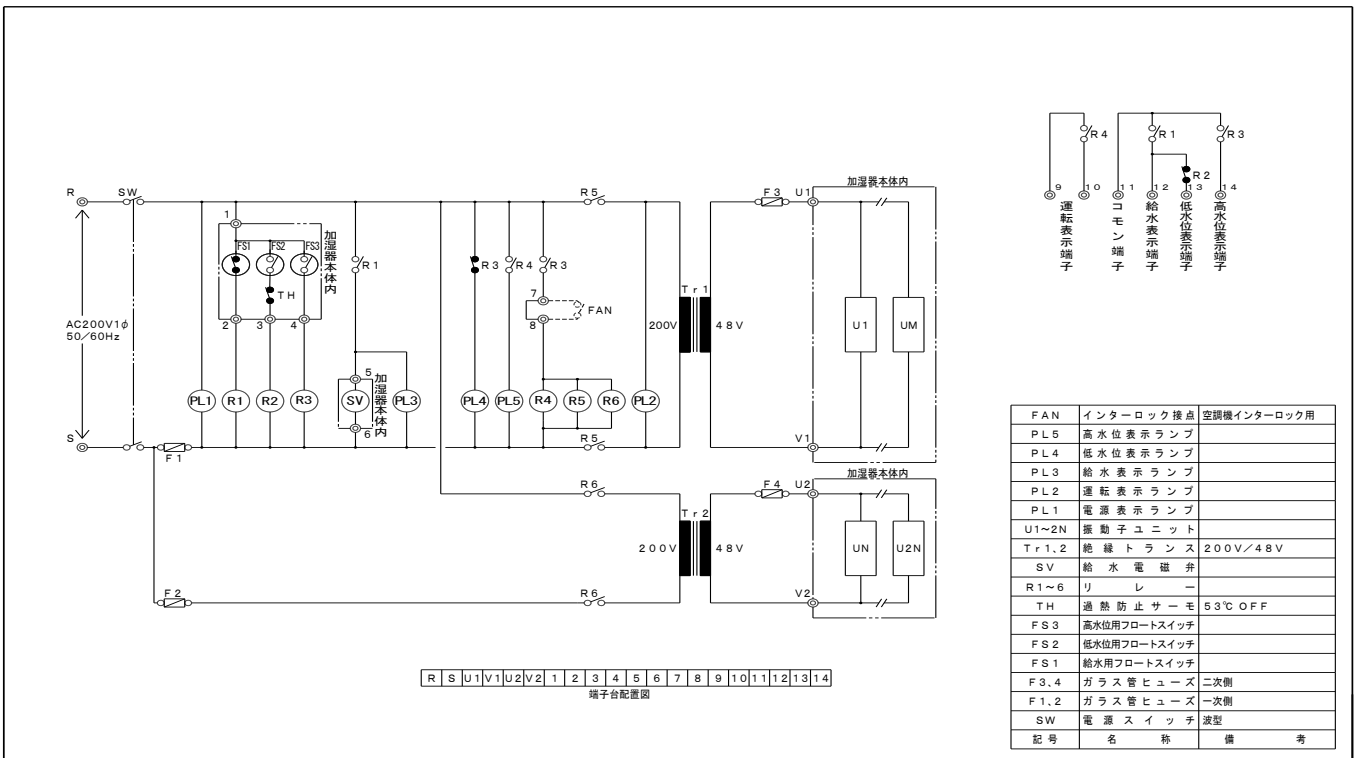 R
SW
AC200V1φ
50/60Hz
S
F1
F2
1
FS1
FS2
FS3
TH
2
3
4
加湿器本体内
PL1
R1
R2
R3
R1
5
SV
6
加湿器本体内
PL3
R3
R4
R3
7
8
FAN
PL4
PL5
R4
R5
R6
PL2
R5
R5
R6
R6
Tr1
200V
48V
Tr2
200V
48V
F3
U1
加湿器本体内
U1
UM
V1
F4
U2
加湿器本体内
UN
U2N
V2
R4
R1
R3
R2
9
10
11
12
13
14
運転表示端子
コモン端子
給水表示端子
低水位表示端子
高水位表示端子
R S U1 V1 U2 V2 1 2 3 4 5 6 7 8 9 10 11 12 13 14
端子台配置図
FAN インターロック接点 空調機インターロック用
PL5 高水位表示ランプ
PL4 低水位表示ランプ
PL3 給水表示ランプ
PL2 運転表示ランプ
PL1 電源表示ランプ
U1~2N 振動子ユニット
Tr1,2 絶縁トランス 200V/48V
SV 給水電磁弁
R1~6 リレー
TH 過熱防止サーモ 53℃ OFF
FS3 高水位用フロートスイッチ
FS2 低水位用フロートスイッチ
FS1 給水用フロートスイッチ
F3,4 ガラス管ヒューズ 二次側
F1,2 ガラス管ヒューズ 一次側
SW 電源スイッチ 波型
記号 名称 備考